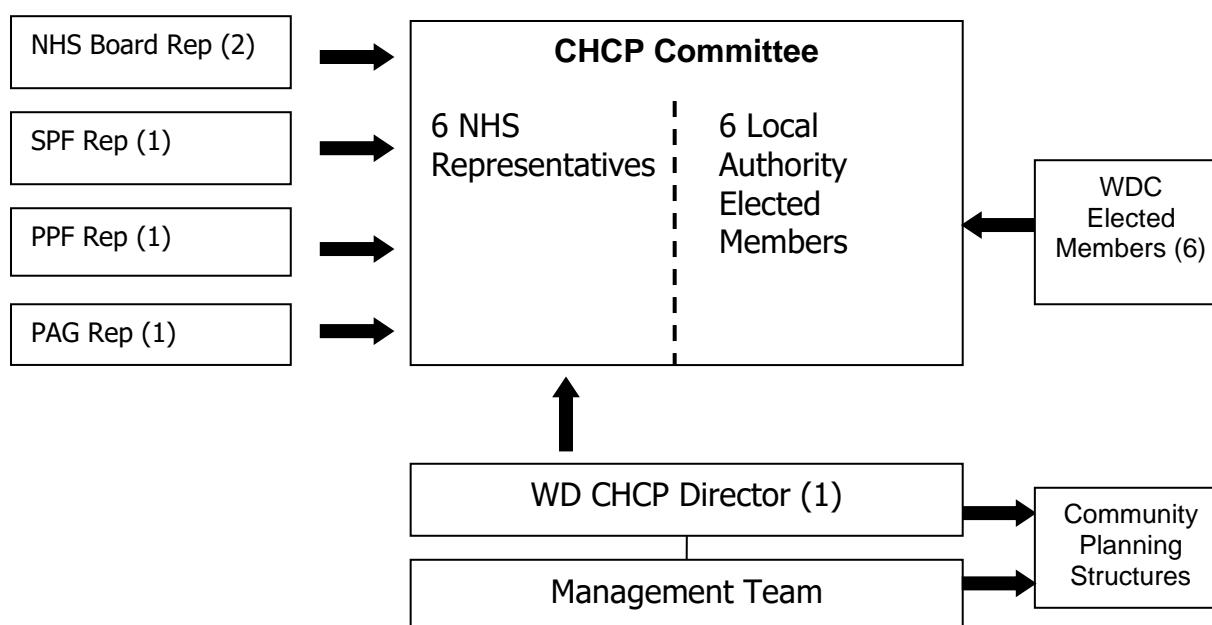 NHS Board Rep (2)
SPF Rep (1)
PPF Rep (1)
PAG Rep (1)
CHCP Committee
6 NHS
Representatives
6 Local
Authority
Elected
Members
WDC
Elected
Members (6)
WD CHCP Director (1)
Management Team
Community
Planning
Structures